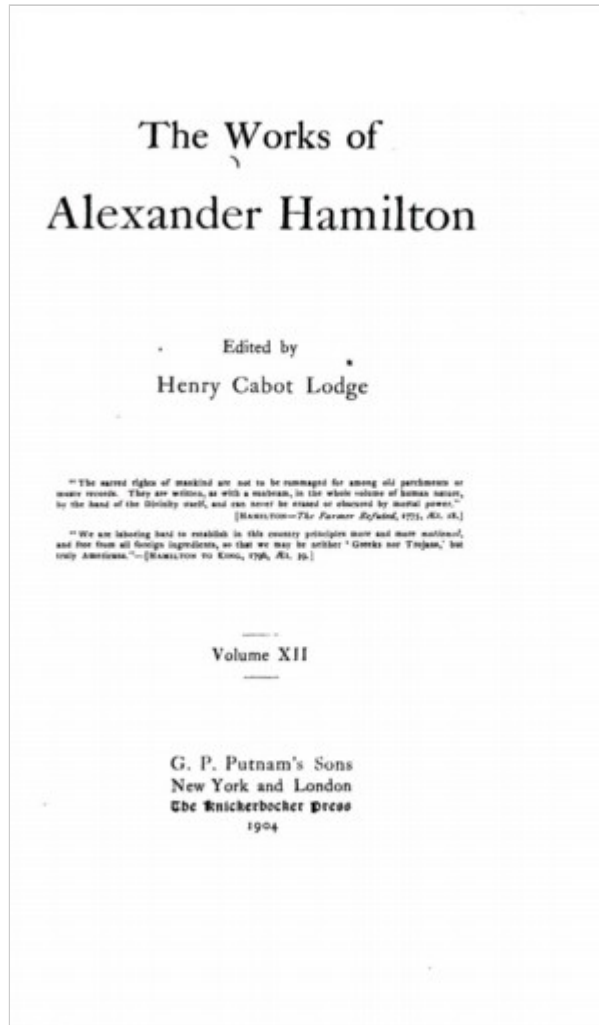 The Works of
Alexander Hamilton
Edited by
Henry Cabot Lodge
"The sacred rights of mankind are not to be rummaged for among old parchments or
musty records. They are written, as with a sunbeam, in the whole volume of human nature,
by the hand of the Divinity itself, and can never be erased or obscured by mortal power."
[HAMILTON—The Farmer Refuted, 1775, Æt. 18.]
"We are laboring hard to establish in this country principles more and more national,
and free from all foreign ingredients, so that we may be neither 'Greeks nor Trojans,' but
truly Americans."—[HAMILTON TO KING, 1796, Æt. 39.]
Volume XII
G. P. Putnam's Sons
New York and London
The Knickerbocker Press
1904